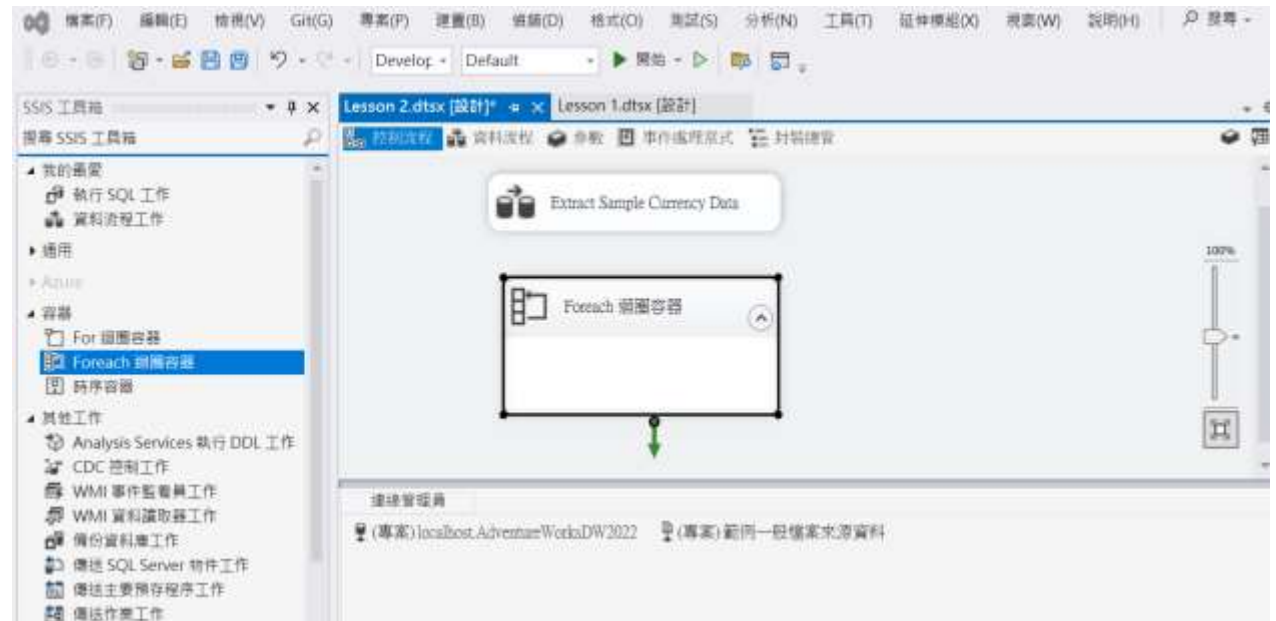 檔案(F) 編輯(E) 檢視(V) Git(G) 專案(P) 建置(B) 偵錯(D) 格式(O) 測試(S) 分析(N) 工具(T) 延伸模組(X) 視窗(W) 說明(H) 搜尋
Develop Default 開始
SSIS 工具箱
搜尋 SSIS 工具箱
我的最愛
執行 SQL 工作
資料流程工作
通用
Azure
容器
For 迴圈容器
Foreach 迴圈容器
時序容器
其他工作
Analysis Services 執行 DDL 工作
CDC 控制工作
WMI 事件監看員工作
WMI 資料讀取器工作
備份資料庫工作
傳送 SQL Server 物件工作
傳送主要預存程序工作
傳送作業工作
Lesson 2.dtsx [設計]* Lesson 1.dtsx [設計]
控制流程 資料流程 參數 事件處理常式 封裝總管
Extract Sample Currency Data
Foreach 迴圈容器
100%
連線管理員
(專案) localhost.AdventureWorksDW2022 (專案) 範例一般檔案來源資料